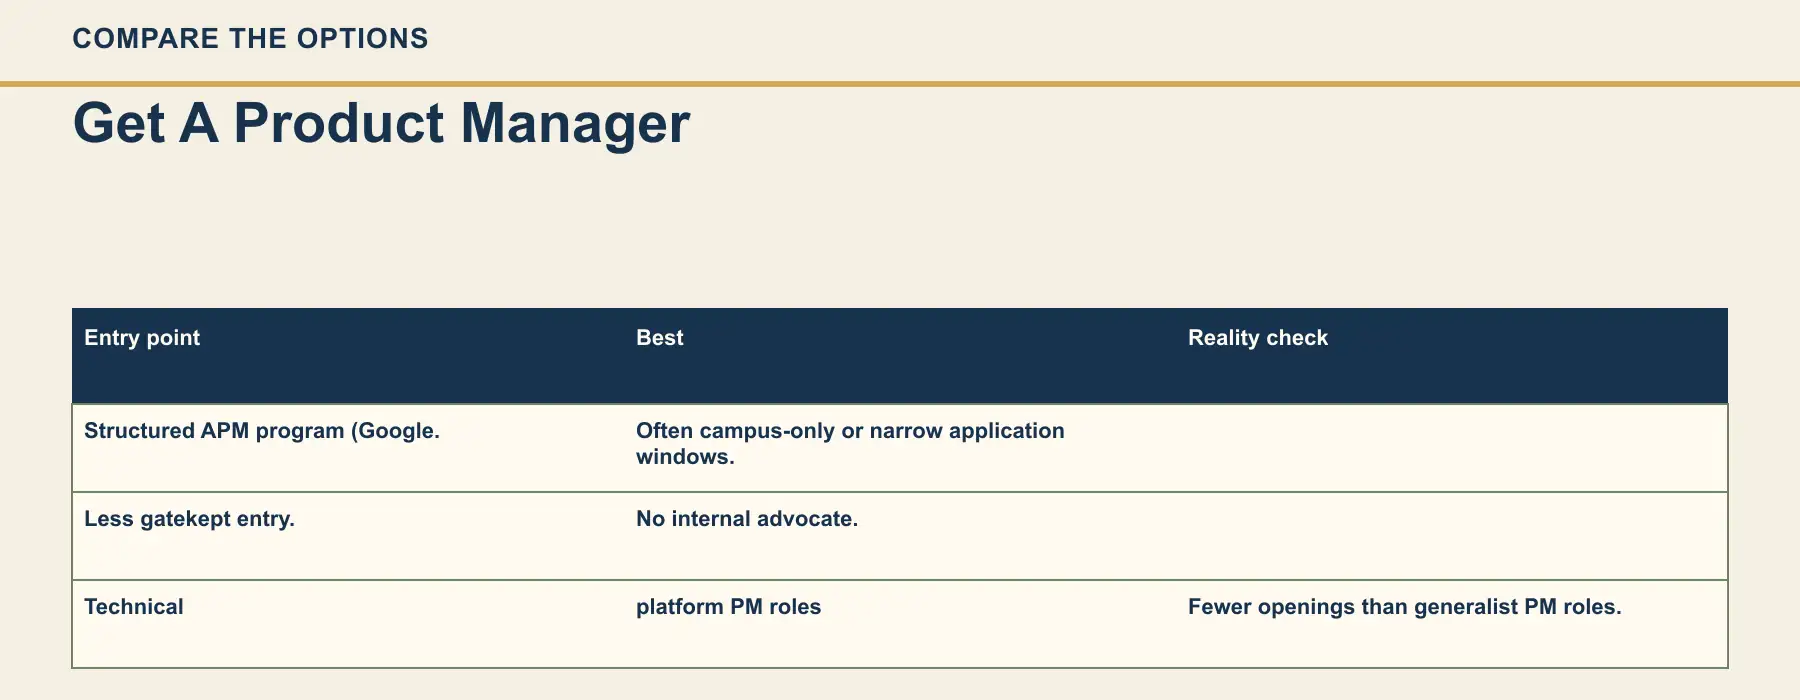 COMPARE THE OPTIONS
Get A Product Manager
Entry point Best Reality check
Structured APM program (Google. Often campus-only or narrow application
windows.
Less gatekept entry. No internal advocate.
Technical platform PM roles Fewer openings than generalist PM roles.